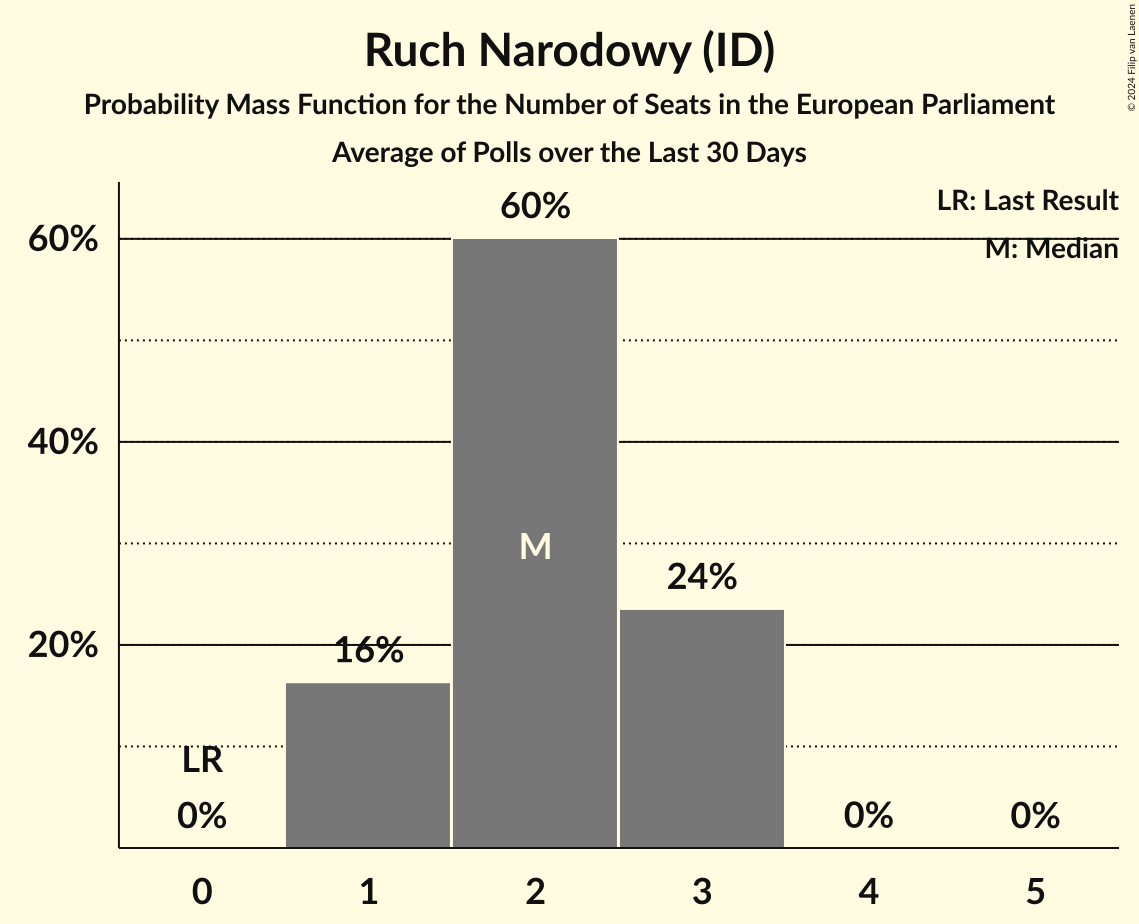 Ruch Narodowy (ID)
Probability Mass Function for the Number of Seats in the European Parliament
Average of Polls over the Last 30 Days
© 2024 Filip van Laenen
LR: Last Result
M: Median
60%
60%
40%
M
24%
20%
16%
LR
0%
0%
0%
0
1
2
3
4
5